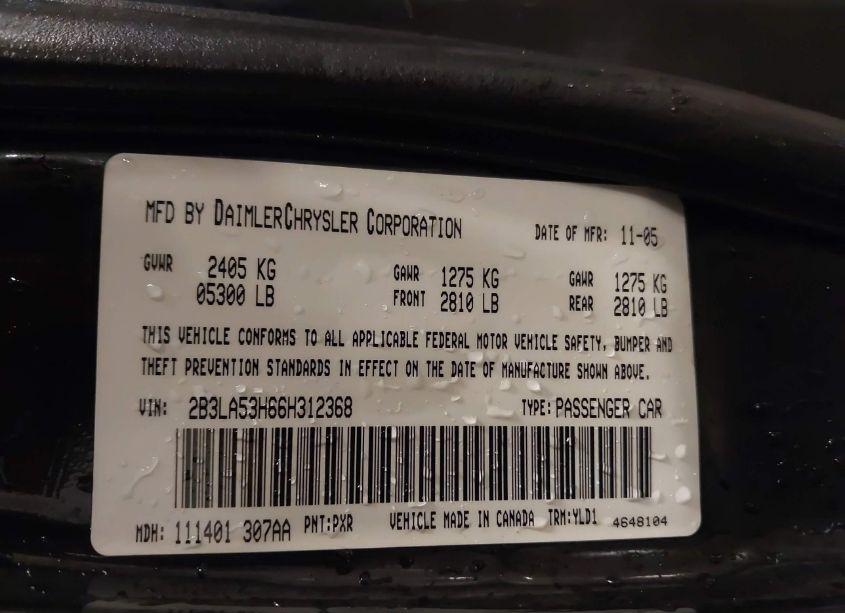 MFD BY DAIMLERCHRYSLER CORPORATION DATE OF MFR: 11-05
GVWR 2405 KG GAWR 1275 KG GAWR 1275 KG
05300 LB FRONT 2810 LB REAR 2810 LB
THIS VEHICLE CONFORMS TO ALL APPLICABLE FEDERAL MOTOR VEHICLE SAFETY, BUMPER AND
THEFT PREVENTION STANDARDS IN EFFECT ON THE DATE OF MANUFACTURE SHOWN ABOVE.
VIN: 2B3LA53H66H312368 TYPE: PASSENGER CAR
MDH: 111401 307AA PNT:PXR VEHICLE MADE IN CANADA TRM:YLD1 4648104